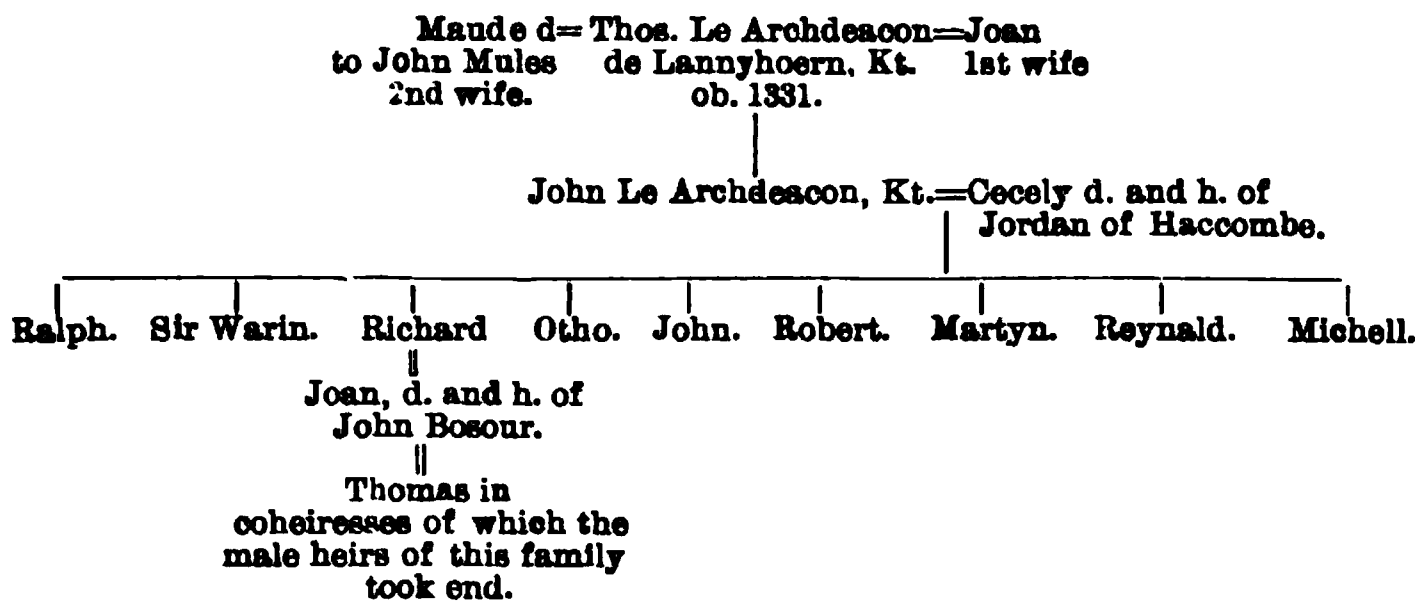 Maude d= Thos. Le Archdeacon=Joan
to John Mules de Lannyhoern, Kt. 1st wife
2nd wife. ob. 1331.
John Le Archdeacon, Kt.=Cecely d. and h. of
Jordan of Haccombe.
Ralph. Sir Warin. Richard Otho. John. Robert. Martyn. Reynald. Michell.
Joan, d. and h. of
John Bosour.
Thomas in
coheiresses of which the
male heirs of this family
took end.